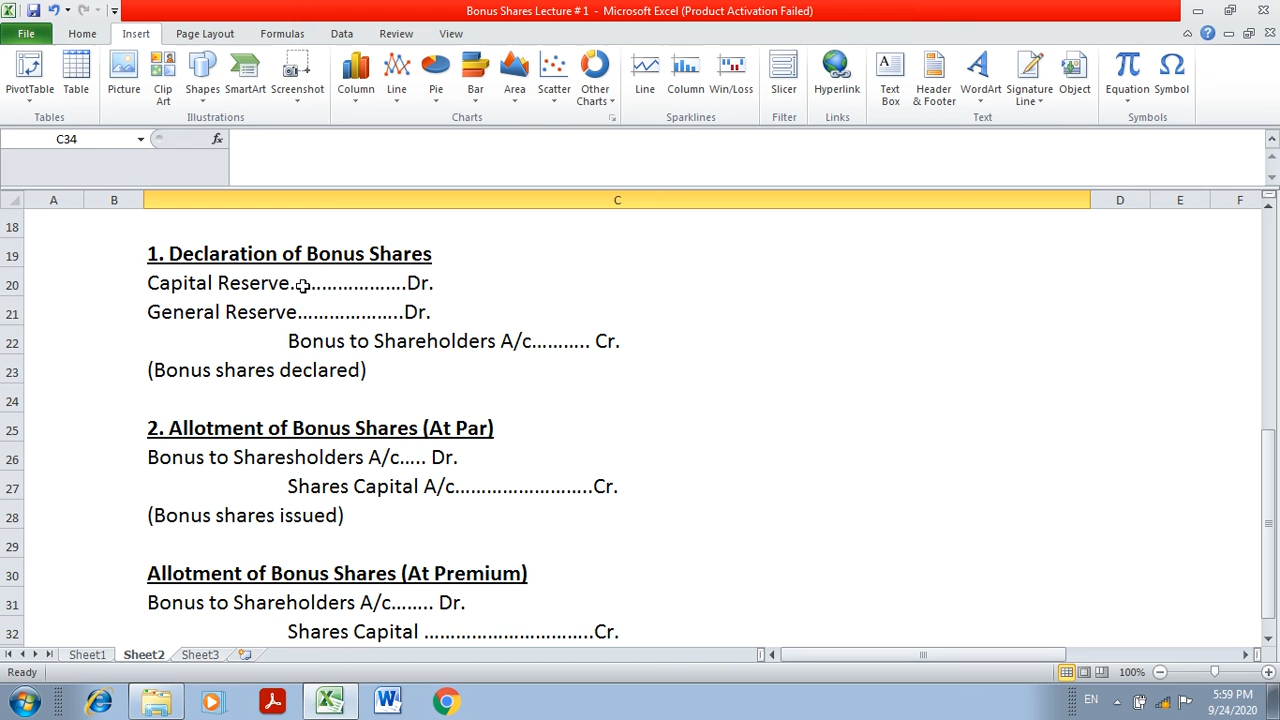 Bonus Shares Lecture # 1 - Microsoft Excel (Product Activation Failed)
File Home Insert Page Layout Formulas Data Review View
PivotTable Table Picture Clip Art Shapes SmartArt Screenshot Column Line Pie Bar Area Scatter Other Charts Line Column Win/Loss Slicer Hyperlink Text Box Header & Footer WordArt Signature Line Object Equation Symbol
Tables Illustrations Charts Sparklines Filter Links Text Symbols
C34 fx
A B C D E F
18
19 1. Declaration of Bonus Shares
20 Capital Reserve....................Dr.
21 General Reserve....................Dr.
22 Bonus to Shareholders A/c........... Cr.
23 (Bonus shares declared)
24
25 2. Allotment of Bonus Shares (At Par)
26 Bonus to Sharesholders A/c..... Dr.
27 Shares Capital A/c..........................Cr.
28 (Bonus shares issued)
29
30 Allotment of Bonus Shares (At Premium)
31 Bonus to Shareholders A/c........ Dr.
32 Shares Capital ................................Cr.
Sheet1 Sheet2 Sheet3
Ready 100%
EN 5:59 PM
9/24/2020